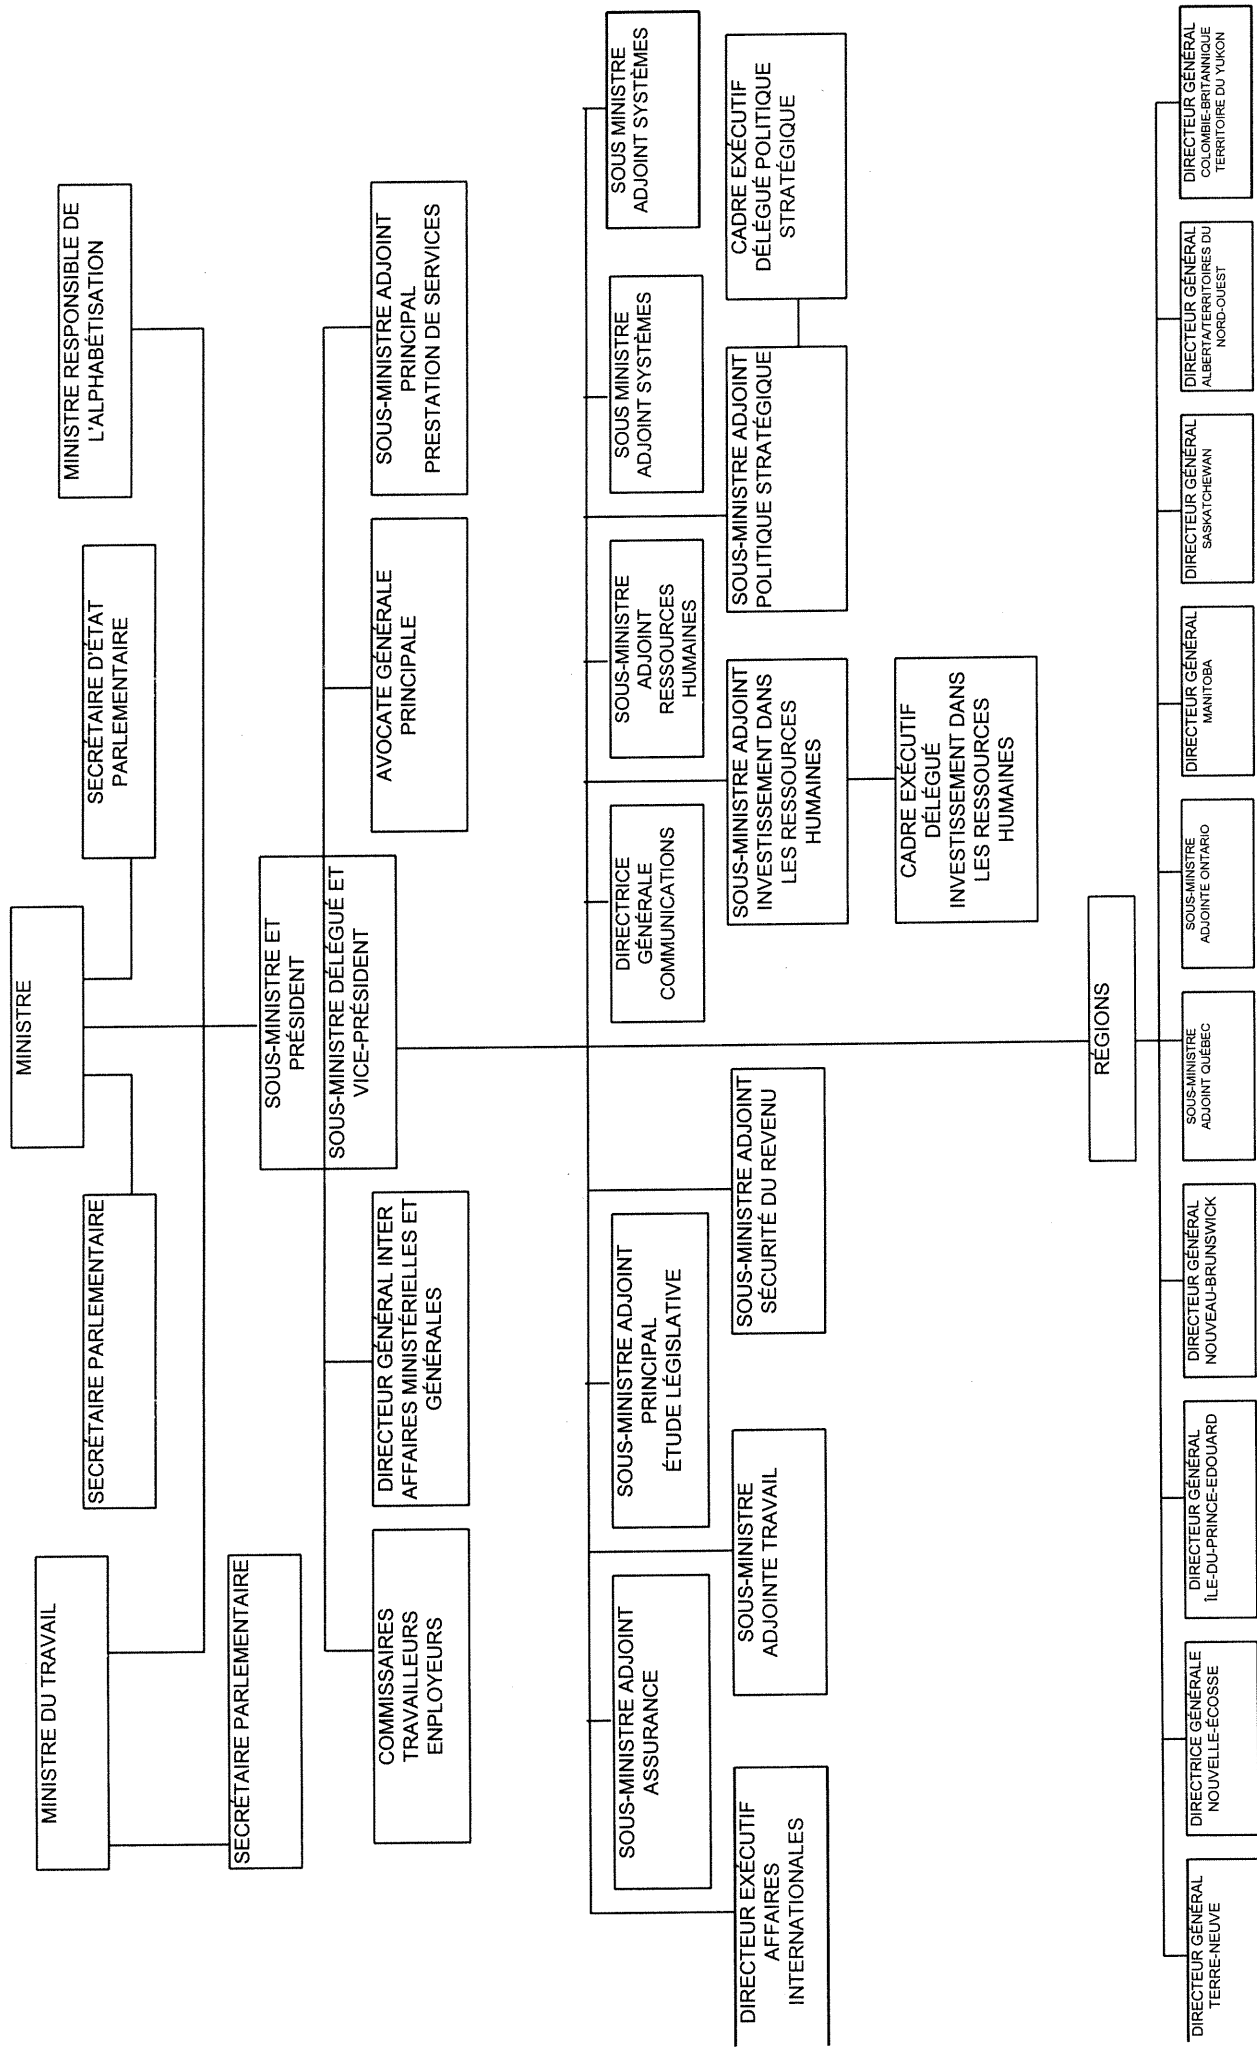 MINISTRE
MINISTRE DU TRAVAIL
SECRÉTAIRE PARLEMENTAIRE
SECRÉTAIRE D'ÉTAT
PARLEMENTAIRE
MINISTRE RESPONSIBLE DE
L'ALPHABÉTISATION
SECRÉTAIRE PARLEMENTAIRE
SOUS-MINISTRE ET
PRÉSIDENT
SOUS-MINISTRE DÉLÉGUÉ ET
VICE-PRÉSIDENT
COMMISSAIRES
TRAVAILLEURS
ENPLOYEURS
DIRECTEUR GÉNÉRAL INTER
AFFAIRES MINISTÉRIELLES ET
GÉNÉRALES
AVOCATE GÉNÉRALE
PRINCIPALE
SOUS-MINISTRE ADJOINT
PRINCIPAL
PRESTATION DE SERVICES
SOUS-MINISTRE ADJOINT
ASSURANCE
SOUS-MINISTRE ADJOINT
PRINCIPAL
ÉTUDE LÉGISLATIVE
DIRECTRICE
GÉNÉRALE
COMMUNICATIONS
SOUS-MINISTRE
ADJOINT
RESSOURCES
HUMAINES
SOUS MINISTRE
ADJOINT SYSTÈMES
SOUS MINISTRE
ADJOINT SYSTÈMES
DIRECTEUR EXÉCUTIF
AFFAIRES
INTERNATIONALES
SOUS-MINISTRE
ADJOINTE TRAVAIL
SOUS-MINISTRE ADJOINT
SÉCURITÉ DU REVENU
SOUS-MINISTRE ADJOINT
INVESTISSEMENT DANS
LES RESSOURCES
HUMAINES
SOUS-MINISTRE ADJOINT
POLITIQUE STRATÉGIQUE
CADRE EXÉCUTIF
DÉLÉGUÉ POLITIQUE
STRATÉGIQUE
CADRE EXÉCUTIF
DÉLÉGUÉ
INVESTISSEMENT DANS
LES RESSOURCES
HUMAINES
RÉGIONS
DIRECTEUR GÉNÉRAL
TERRE-NEUVE
DIRECTRICE GÉNÉRALE
NOUVELLE-ÉCOSSE
DIRECTEUR GÉNÉRAL
ÎLE-DU-PRINCE-EDOUARD
DIRECTEUR GÉNÉRAL
NOUVEAU-BRUNSWICK
SOUS-MINISTRE
ADJOINT QUÉBEC
SOUS-MINSTRE
ADJOINTE ONTARIO
DIRECTEUR GÉNÉRAL
MANITOBA
DIRECTEUR GÉNÉRAL
SASKATCHEWAN
DIRECTEUR GÉNÉRAL
ALBERTA/TERRITOIRES DU
NORD-OUEST
DIRECTEUR GÉNÉRAL
COLOMBIE-BRITANNIQUE
TERRITOIRE DU YUKON